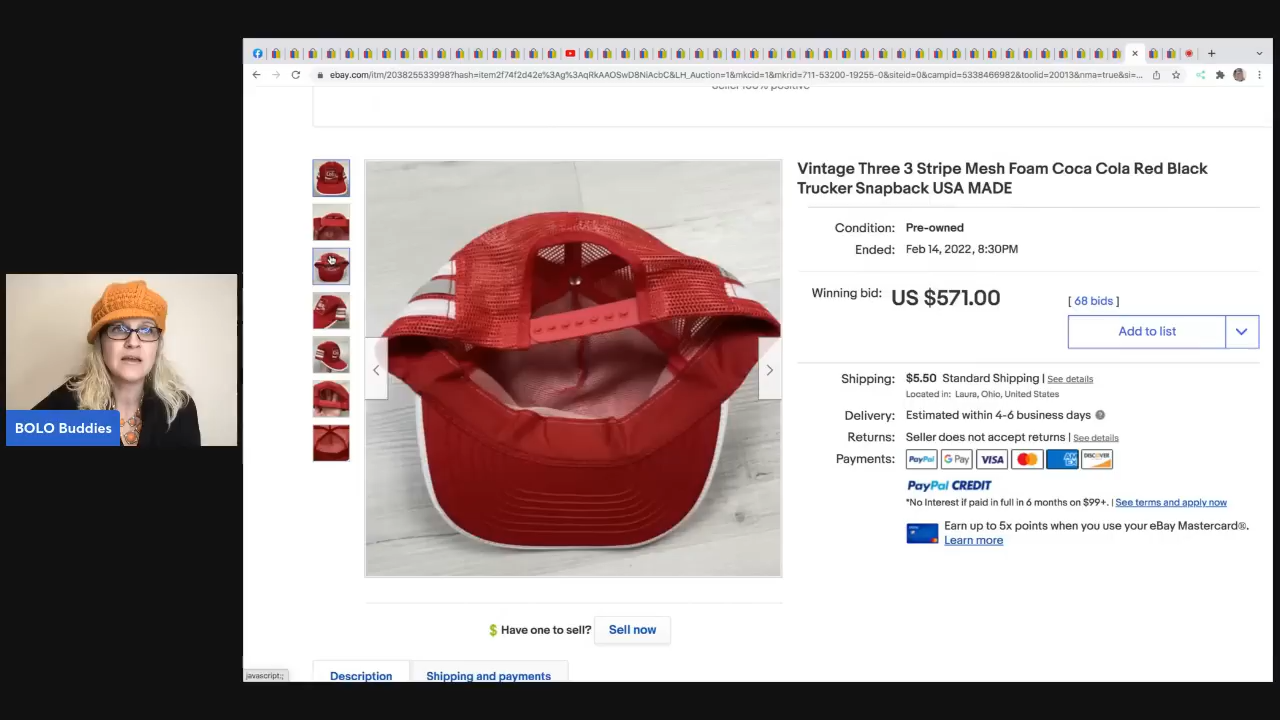 ebay.com/itm/203825533998?hash=item2f74f2d42e%3Ag%3AqRkAAOSwD8NiAcbC&LH_Auction=1&mkcid=1&mkrid=711-53200-19255-0&siteid=0&campid=5338466982&toolid=20013&nma=true&si=...
Seller 100% positive
Vintage Three 3 Stripe Mesh Foam Coca Cola Red Black
Trucker Snapback USA MADE
Condition: Pre-owned
Ended: Feb 14, 2022, 8:30PM
Winning bid: US $571.00 [ 68 bids ]
Add to list
Shipping: $5.50 Standard Shipping | See details
Located in: Laura, Ohio, United States
Delivery: Estimated within 4-6 business days
Returns: Seller does not accept returns | See details
Payments: PayPal G Pay VISA DISCOVER
PayPal CREDIT
*No Interest if paid in full in 6 months on $99+. | See terms and apply now
Earn up to 5x points when you use your eBay Mastercard®.
Learn more
BOLO Buddies
$ Have one to sell? Sell now
Description Shipping and payments
javascript:;